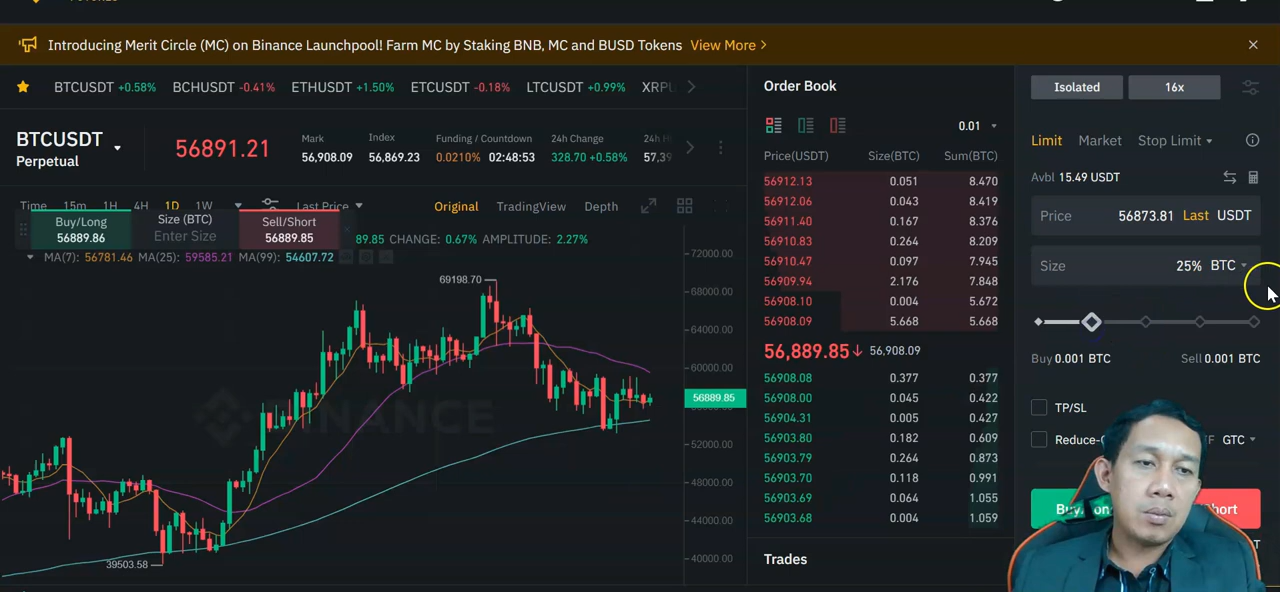 Introducing Merit Circle (MC) on Binance Launchpool! Farm MC by Staking BNB, MC and BUSD Tokens View More >
BTCUSDT +0.58% BCHUSDT -0.41% ETHUSDT +1.50% ETCUSDT -0.18% LTCUSDT +0.99%
BTCUSDT
Perpetual
56891.21
Mark
56,908.09
Index
56,869.23
Funding / Countdown
0.0210% 02:48:53
24h Change
328.70 +0.58%
Time 15m 1H 4H 1D 1W Last Price Original TradingView Depth
Buy/Long
56889.86
Size (BTC)
Enter Size
Sell/Short
56889.85
89.85 CHANGE: 0.67% AMPLITUDE: 2.27%
MA(7): 56781.46 MA(25): 59585.21 MA(99): 54607.72
69198.70
39503.58
72000.00
68000.00
64000.00
60000.00
56889.85
52000.00
48000.00
44000.00
40000.00
BINANCE
Order Book
0.01
Price(USDT) Size(BTC) Sum(BTC)
56912.13 0.051 8.470
56912.06 0.043 8.419
56911.40 0.167 8.376
56910.83 0.264 8.209
56910.47 0.097 7.945
56909.94 2.176 7.848
56908.10 0.004 5.672
56908.09 5.668 5.668
56,889.85↓ 56,908.09
56908.08 0.377 0.377
56908.00 0.045 0.422
56904.31 0.005 0.427
56903.80 0.182 0.609
56903.79 0.264 0.873
56903.70 0.118 0.991
56903.69 0.064 1.055
56903.68 0.004 1.059
Trades
Isolated 16x
Limit Market Stop Limit
Avbl 15.49 USDT
Price 56873.81 Last USDT
Size 25% BTC
Buy 0.001 BTC Sell 0.001 BTC
TP/SL
GTC